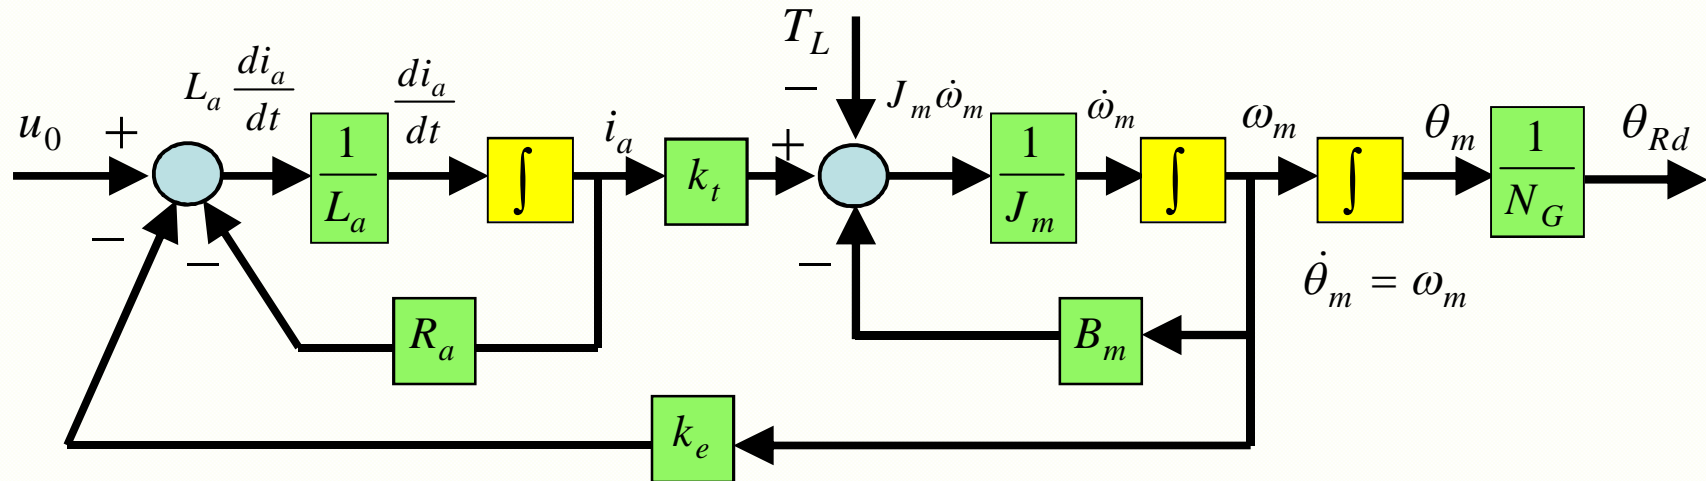 T_L
−
u_0
+
L_a di_a/dt
di_a/dt
i_a
+
J_m ω̇_m
ω̇_m
ω_m
θ_m
θ_Rd
1/L_a
∫
k_t
1/J_m
∫
∫
1/N_G
−
−
−
θ̇_m = ω_m
R_a
B_m
k_e